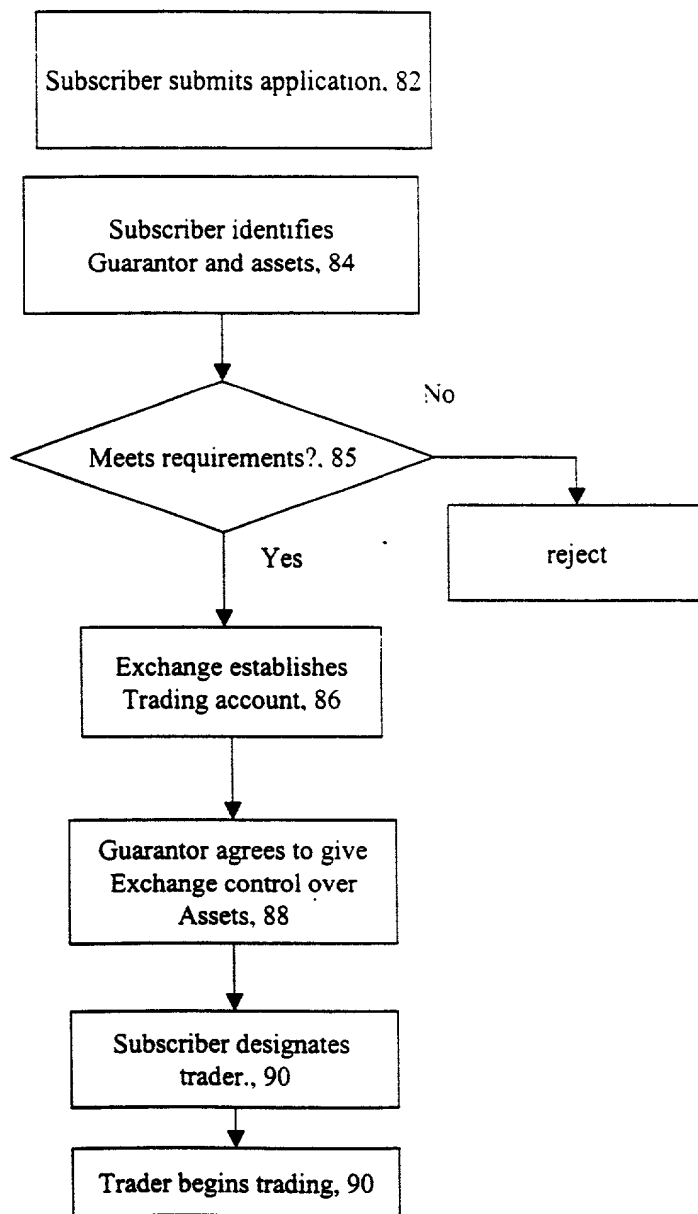 Subscriber submits application. 82
Subscriber identifies
Guarantor and assets, 84
No
Meets requirements?. 85
Yes
reject
Exchange establishes
Trading account, 86
Guarantor agrees to give
Exchange control over
Assets, 88
Subscriber designates
trader., 90
Trader begins trading, 90